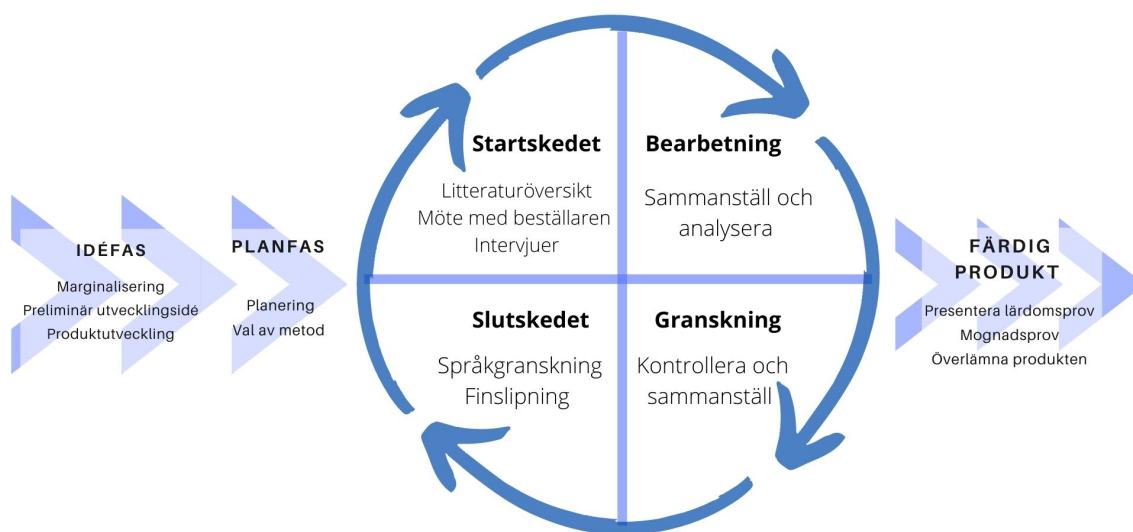 IDÉFAS
Marginalisering
Preliminär utvecklingsidé
Produktutveckling
PLANFAS
Planering
Val av metod
Startskedet
Litteraturöversikt
Möte med beställaren
Intervjuer
Bearbetning
Sammanställ och
analysera
Slutskedet
Språkgranskning
Finslipning
Granskning
Kontrollera och
sammanställ
FÄRDIG
PRODUKT
Presentera lärdomsprov
Mognadsprov
Överlämna produkten